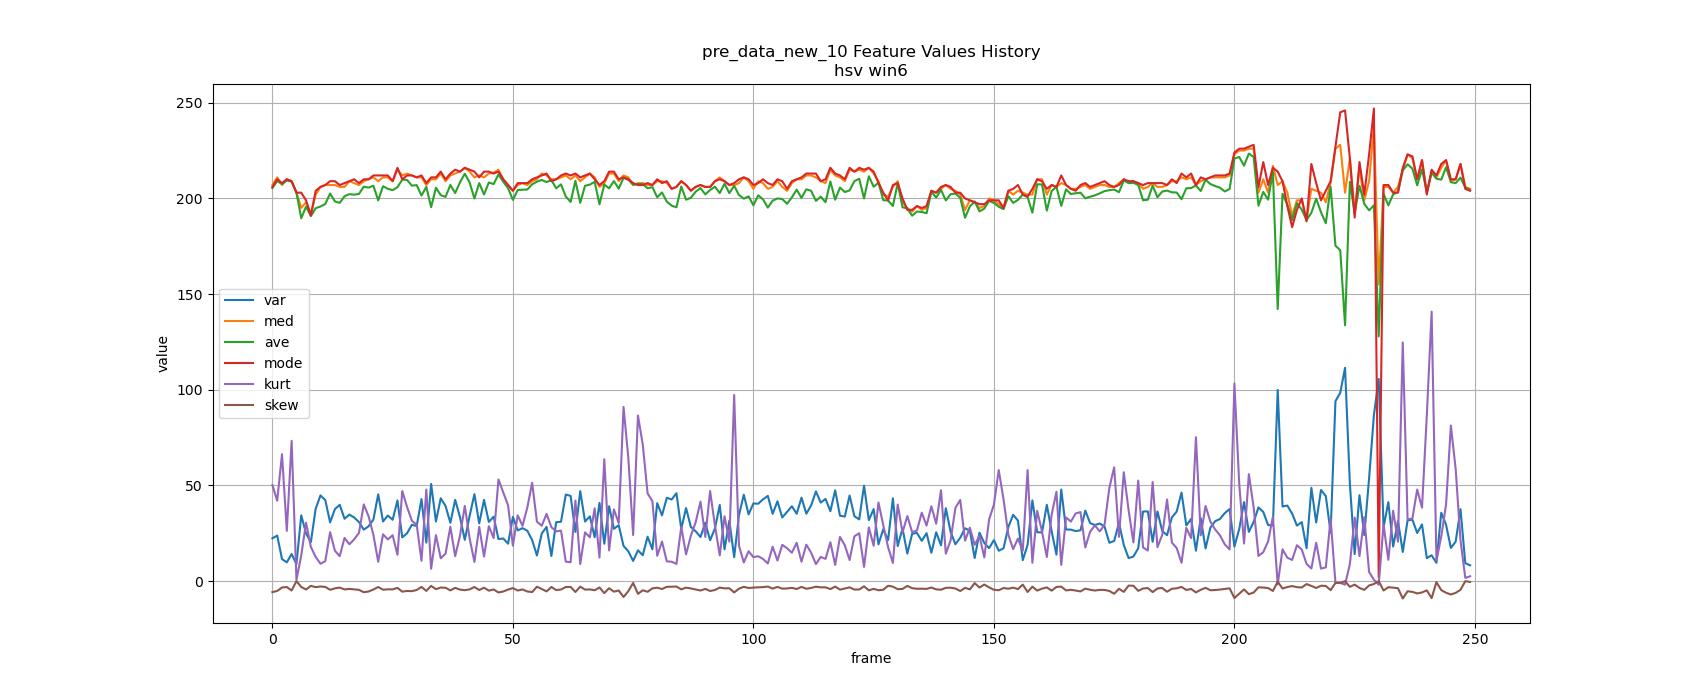 pre_data_new_10 Feature Values History
hsv win6
250
200
150
100
50
0
value
var
med
ave
mode
kurt
skew
0 50 100 150 200 250
frame